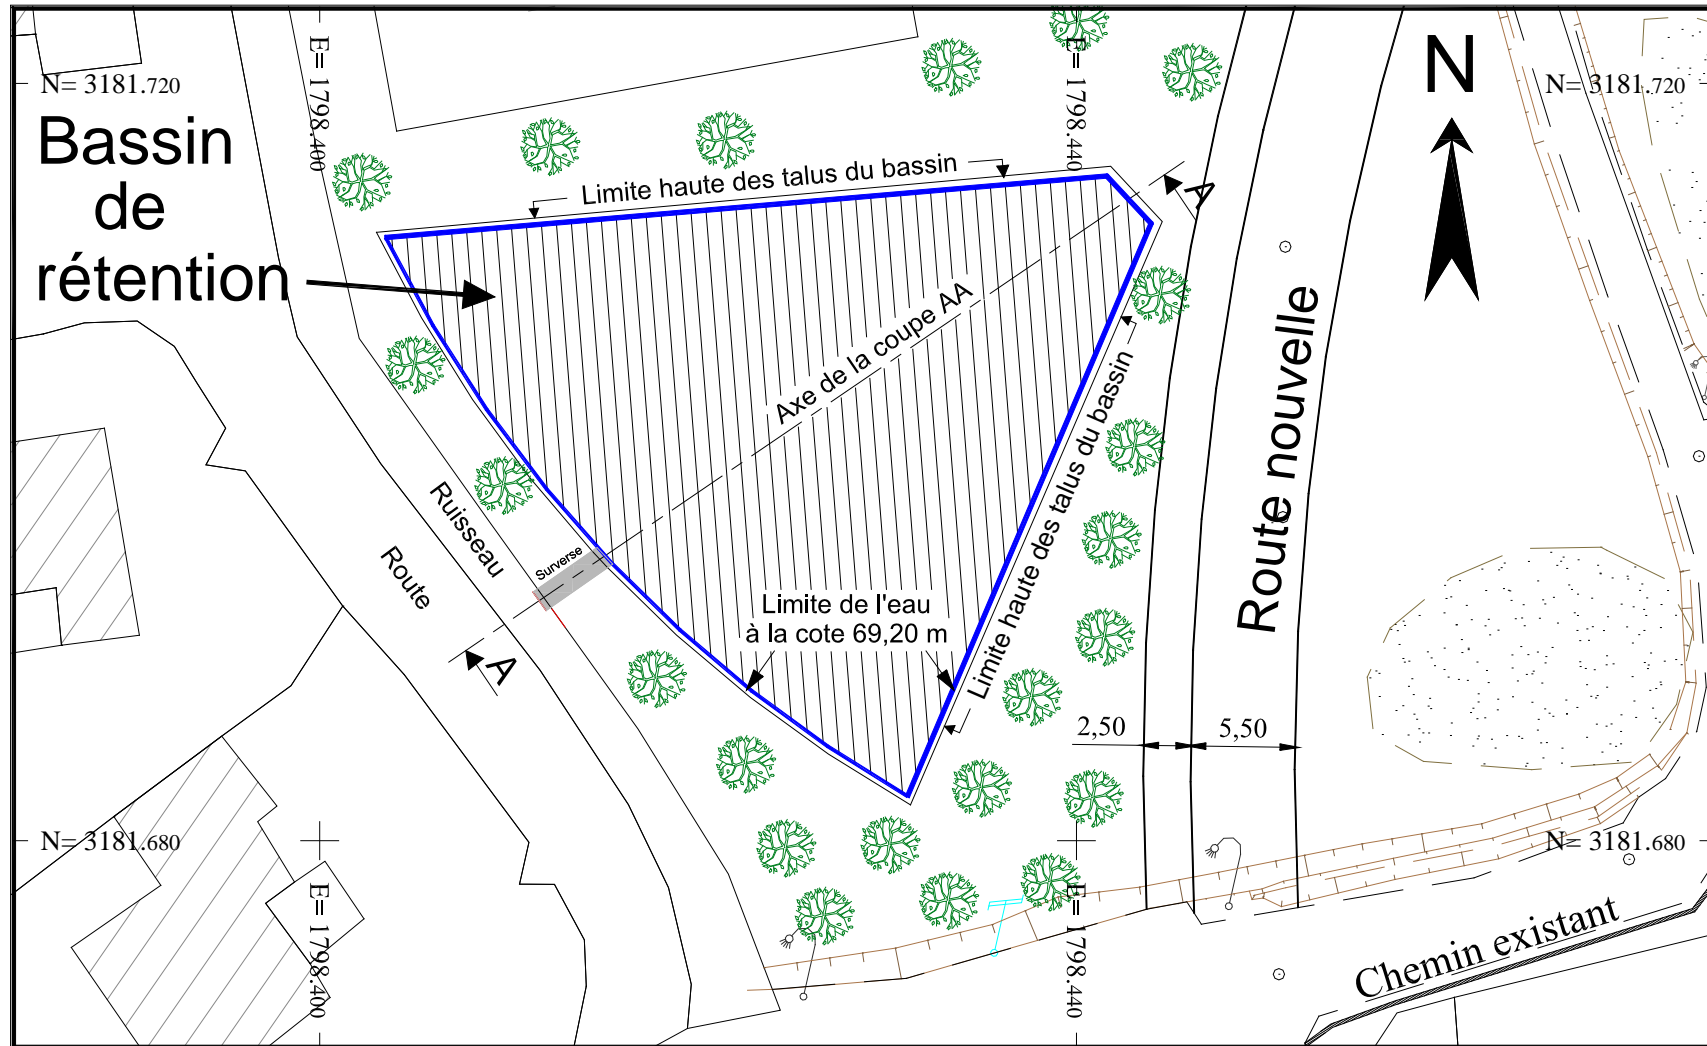 E= 1798.400
E= 1798.440
N
N= 3181.720
N= 3181.720
Bassin
de
rétention
Limite haute des talus du bassin
A
Axe de la coupe AA
Route nouvelle
Limite haute des talus du bassin
Ruisseau
Route
Surverse
Limite de l'eau
à la cote 69,20 m
A
2,50
5,50
N= 3181.680
N= 3181.680
E= 1798.400
E= 1798.440
Chemin existant